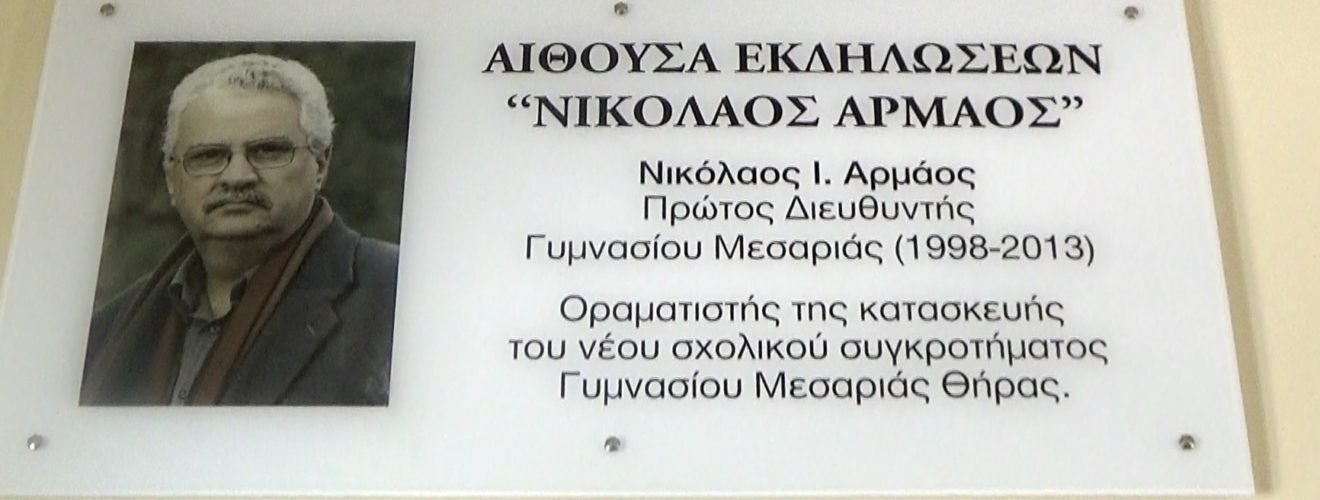 ΑΙΘΟΥΣΑ ΕΚΔΗΛΩΣΕΩΝ
“ΝΙΚΟΛΑΟΣ ΑΡΜΑΟΣ”
Νικόλαος Ι. Αρμάος
Πρώτος Διευθυντής
Γυμνασίου Μεσαριάς (1998-2013)
Οραματιστής της κατασκευής
του νέου σχολικού συγκροτήματος
Γυμνασίου Μεσαριάς Θήρας.